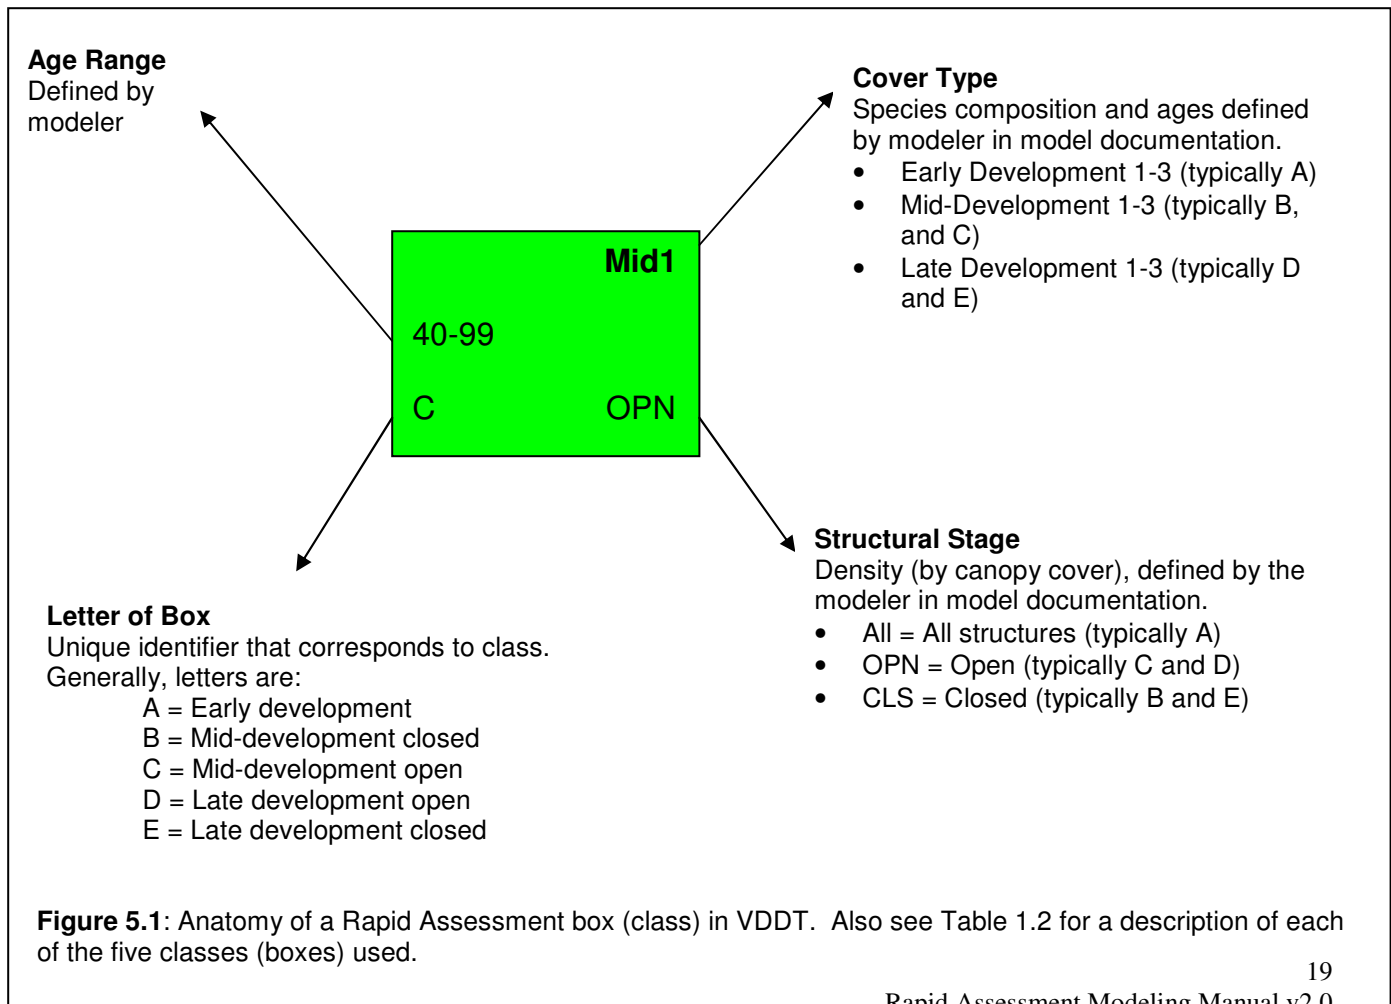 Age Range
Defined by
modeler
Cover Type
Species composition and ages defined
by modeler in model documentation.
• Early Development 1-3 (typically A)
• Mid-Development 1-3 (typically B,
and C)
• Late Development 1-3 (typically D
and E)
Mid1
40-99
C OPN
Structural Stage
Density (by canopy cover), defined by the
modeler in model documentation.
• All = All structures (typically A)
• OPN = Open (typically C and D)
• CLS = Closed (typically B and E)
Letter of Box
Unique identifier that corresponds to class.
Generally, letters are:
A = Early development
B = Mid-development closed
C = Mid-development open
D = Late development open
E = Late development closed
Figure 5.1: Anatomy of a Rapid Assessment box (class) in VDDT. Also see Table 1.2 for a description of each
of the five classes (boxes) used.
19
Rapid Assessment Modeling Manual v2.0